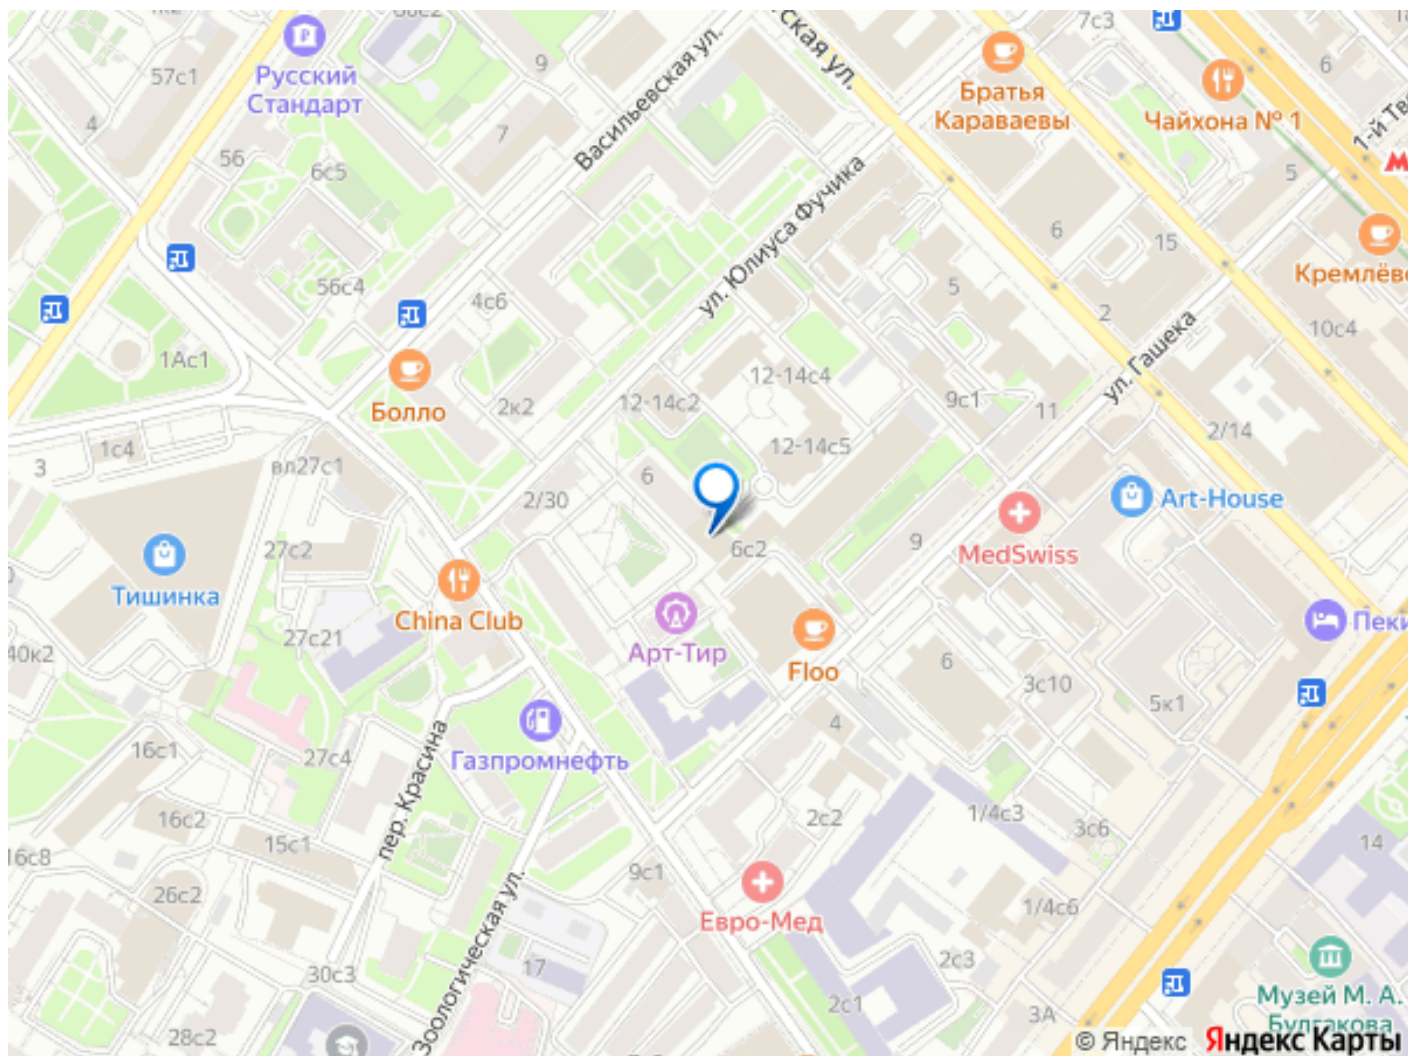 7с3
Русский
Стандарт
57с1
9
Васильевская ул.
ская ул.
Братья
Караваевы
6
Чайхона № 1
1-й Тв
4
7
56
6с5
5
ул. Юлиуса Фучика
6
15
Кремлёв
56с4
4с6
5
2
10с4
ул. Гашека
1Ас1
12-14с4
Болло
2к2
12-14с2
9с1
11
2/14
1с4
3
вл27с1
12-14с5
6
2/30
Art-House
9
MedSwiss
27с2
6с2
Тишинка
China Club
27с21
Арт-Тир
Floo
Пеки
40к2
6
3с10
5к1
4
16с1
27с4
Газпромнефть
пер. Красина
16с2
15с1
2с2
1/4с3
3с6
14
16с8
26с2
9с1
Евро-Мед
1/4с6
Зоологическая ул.
17
30с3
2с3
Музей М. А.
Булгакова
28с2
2с1
3А
© Яндекс Яндекс Карты